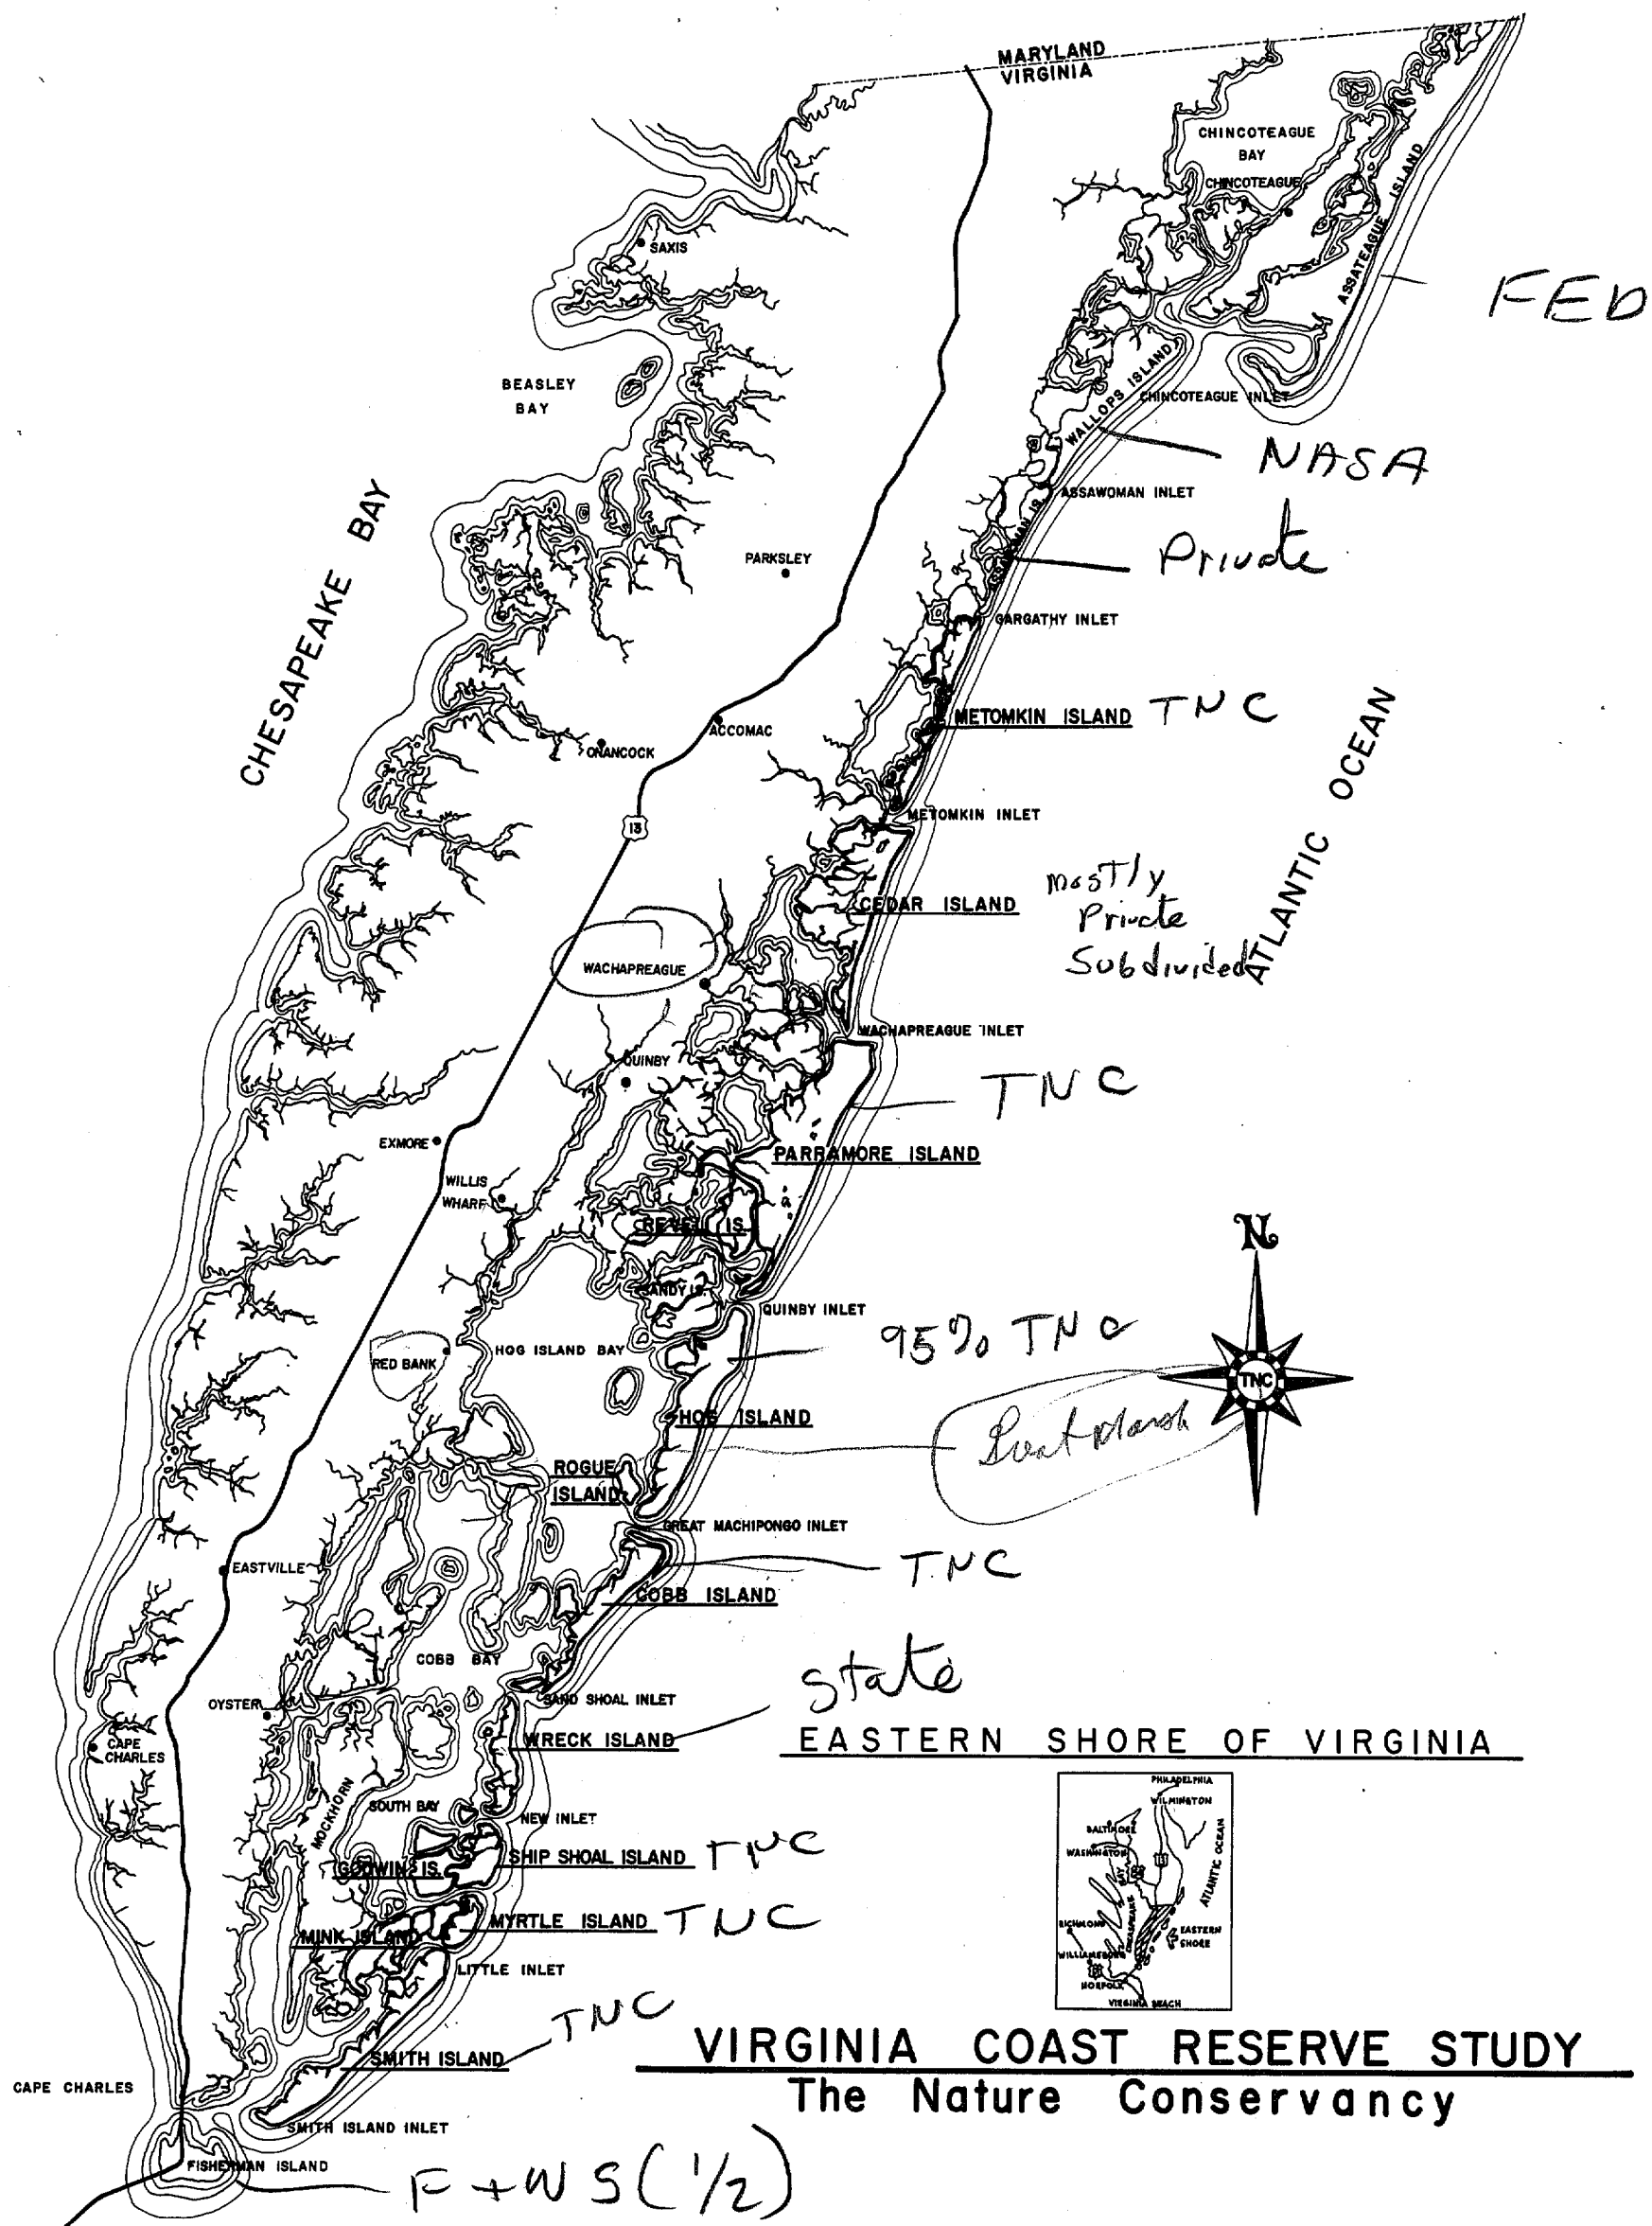 MARYLAND
VIRGINIA
CHINCOTEAGUE
BAY
CHINCOTEAGUE
ASSATEAGUE ISLAND
FED
SAXIS
BEASLEY
BAY
WALLOPS ISLAND
CHINCOTEAGUE INLET
NASA
ASSAWOMAN INLET
CHESAPEAKE BAY
PARKSLEY
Private
GARGATHY INLET
METOMKIN ISLAND TNC
ACCOMAC
ONANCOCK
ATLANTIC OCEAN
13
METOMKIN INLET
CEDAR ISLAND
mostly
Private
Subdivided
WACHAPREAGUE
WACHAPREAGUE INLET
QUINBY
TNC
EXMORE
PARRAMORE ISLAND
WILLIS
WHARF
REVELL IS.
N
SANDY IS.
QUINBY INLET
95% TNC
HOG ISLAND BAY
RED BANK
TNC
HOG ISLAND
ROGUE
ISLAND
GREAT MACHIPONGO INLET
EASTVILLE
TNC
COBB ISLAND
COBB BAY
state
OYSTER
SAND SHOAL INLET
WRECK ISLAND
EASTERN SHORE OF VIRGINIA
CAPE
CHARLES
PHILADELPHIA
WILMINGTON
BALTIMORE
WASHINGTON
13
ATLANTIC OCEAN
CHESAPEAKE
BAY
RICHMOND
EASTERN
SHORE
WILLIAMSBURG
NORFOLK
VIRGINIA BEACH
MOCKHORN
SOUTH BAY
NEW INLET
GODWIN IS.
SHIP SHOAL ISLAND TNC
MYRTLE ISLAND TNC
MINK ISLAND
LITTLE INLET
TNC
SMITH ISLAND
VIRGINIA COAST RESERVE STUDY
The Nature Conservancy
CAPE CHARLES
SMITH ISLAND INLET
FISHERMAN ISLAND
F+WS (1/2)